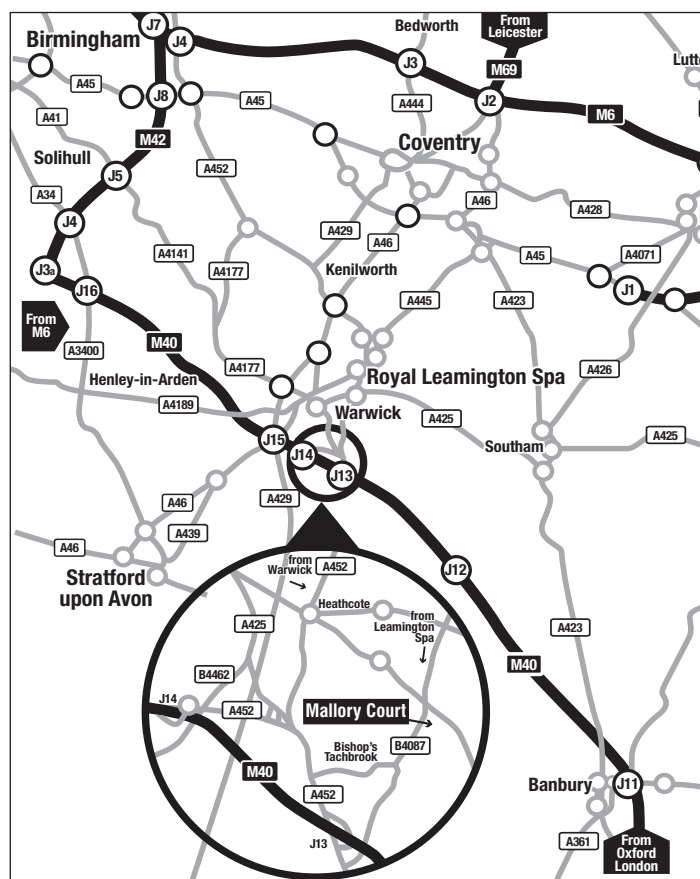 J7
J4
Birmingham
Bedworth
From
Leicester
J3
M69
Lutte
A45
J8
A45
A444
J2
M6
A41
M42
Coventry
Solihull
J5
A452
A34
A46
A428
J4
A429
A46
A4141
A4177
A45
A4071
J3a
J16
Kenilworth
J1
From
M6
A445
A423
M40
A3400
A4177
A426
Henley-in-Arden
Royal Leamington Spa
A4189
Warwick
A425
A425
J15
Southam
J14
J13
A429
A46
A439
A46
J12
Stratford
upon Avon
from
Warwick
A452
Heathcote
from
Leamington
Spa
A425
A423
B4462
M40
J14
A452
Mallory Court
Bishop's
Tachbrook
B4087
M40
A452
Banbury
J11
J13
A361
From
Oxford
London